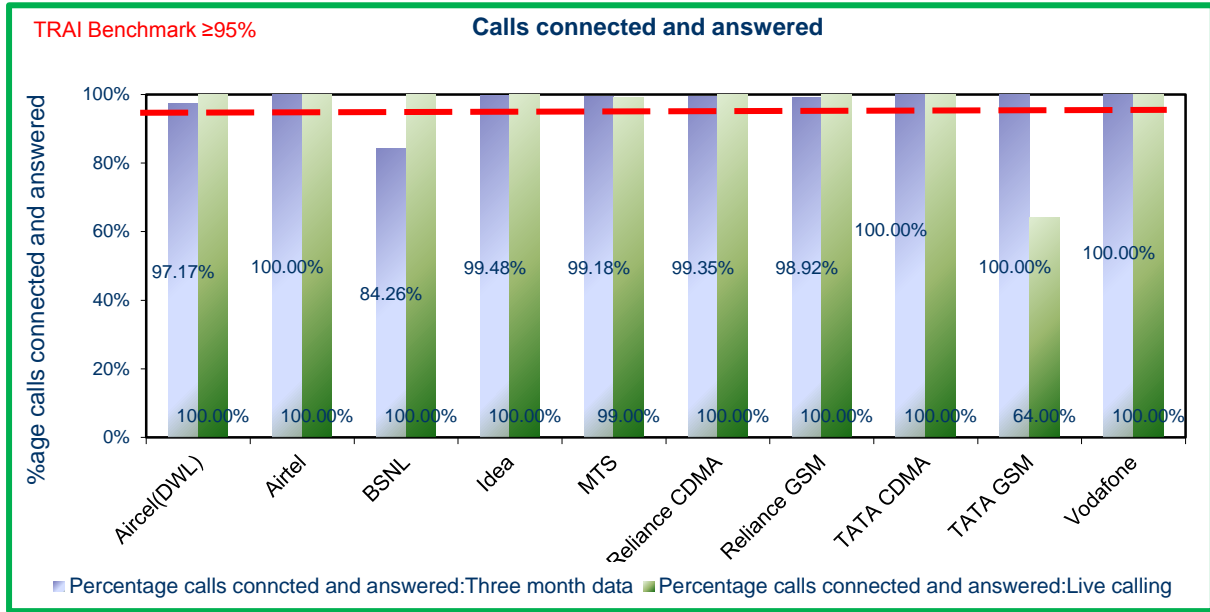 TRAI Benchmark ≥95%
Calls connected and answered
%age calls connected and answered
100%
80%
60%
40%
20%
0%
97.17%
100.00%
84.26%
99.48%
99.18%
99.35%
98.92%
100.00%
100.00%
100.00%
100.00%
100.00%
100.00%
100.00%
99.00%
100.00%
100.00%
100.00%
64.00%
100.00%
Aircel(DWL)
Airtel
BSNL
Idea
MTS
Reliance CDMA
Reliance GSM
TATA CDMA
TATA GSM
Vodafone
Percentage calls conncted and answered:Three month data
Percentage calls connected and answered:Live calling